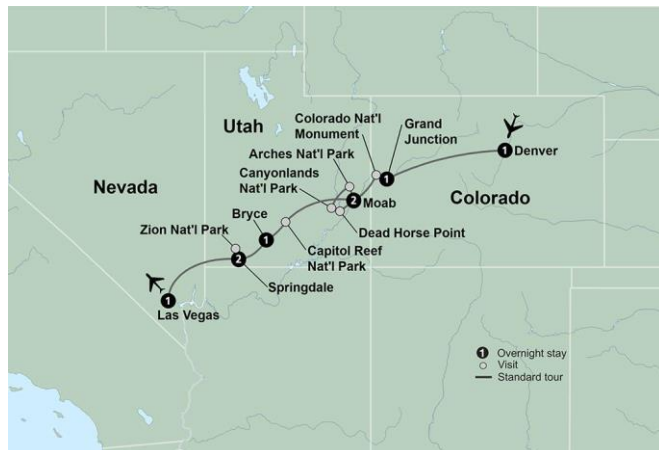 Colorado Nat'l
Monument
Grand
Junction
Utah
Arches Nat'l Park
1
Denver
Canyonlands
Nat'l Park
1
Nevada
2
Moab
Colorado
Bryce
Dead Horse Point
Zion Nat'l Park
1
Capitol Reef
Nat'l Park
2
Springdale
1
Las Vegas
1 Overnight stay
Visit
Standard tour